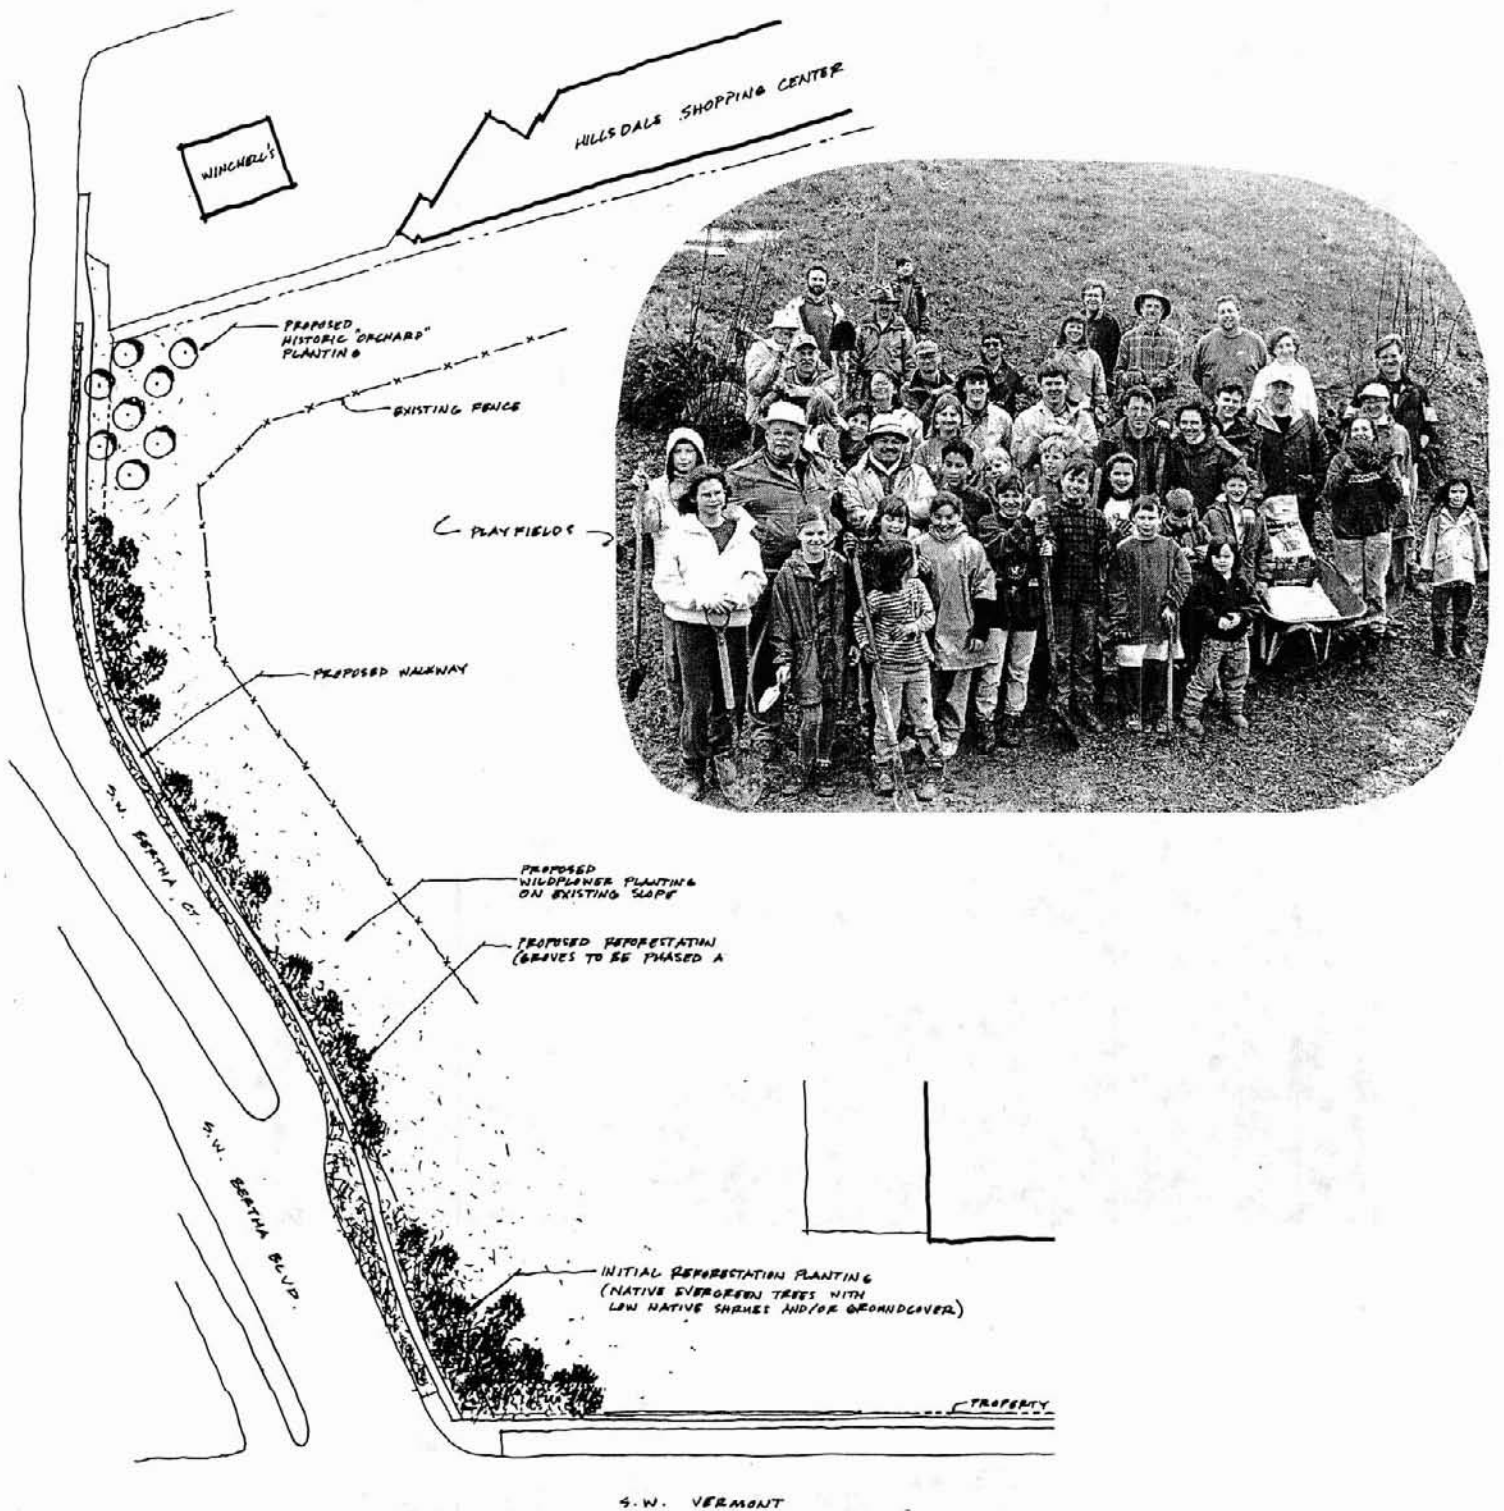 HILLSDALE SHOPPING CENTER
WINCHELL'S
PROPOSED
HISTORIC "ORCHARD"
PLANTING
EXISTING FENCE
PLAYFIELDS
PROPOSED WALKWAY
S.W. BERTHA CT.
PROPOSED
WILDFLOWER PLANTING
ON EXISTING SLOPE
PROPOSED REFORESTATION
(GROVES TO BE PHASED A
S.W. BERTHA BLVD.
INITIAL REFORESTATION PLANTING
(NATIVE EVERGREEN TREES WITH
LOW NATIVE SHRUBS AND/OR GROUNDCOVER)
PROPERTY
S.W. VERMONT